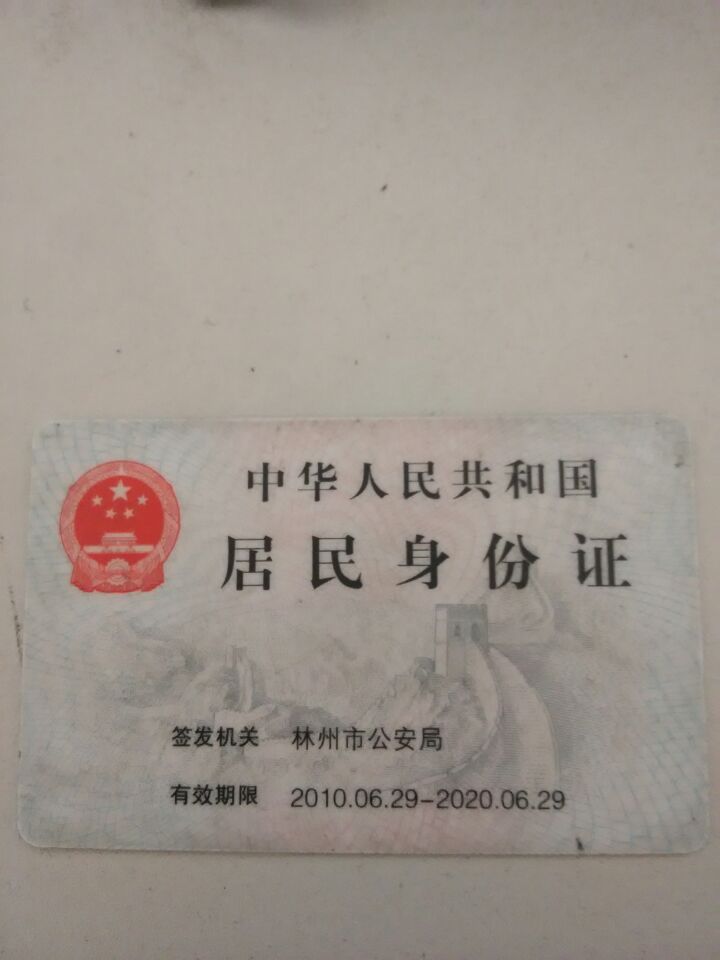 中华人民共和国
居民身份证
签发机关 林州市公安局
有效期限 2010.06.29-2020.06.29